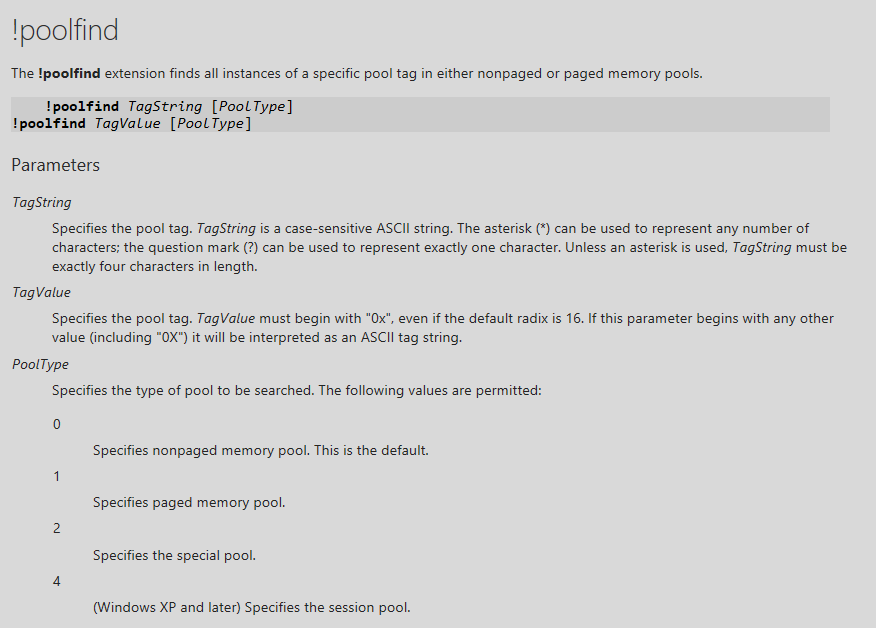 !poolfind
The !poolfind extension finds all instances of a specific pool tag in either nonpaged or paged memory pools.
!poolfind TagString [PoolType]
!poolfind TagValue [PoolType]
Parameters
TagString
Specifies the pool tag. TagString is a case-sensitive ASCII string. The asterisk (*) can be used to represent any number of
characters; the question mark (?) can be used to represent exactly one character. Unless an asterisk is used, TagString must be
exactly four characters in length.
TagValue
Specifies the pool tag. TagValue must begin with "0x", even if the default radix is 16. If this parameter begins with any other
value (including "0X") it will be interpreted as an ASCII tag string.
PoolType
Specifies the type of pool to be searched. The following values are permitted:
0
Specifies nonpaged memory pool. This is the default.
1
Specifies paged memory pool.
2
Specifies the special pool.
4
(Windows XP and later) Specifies the session pool.